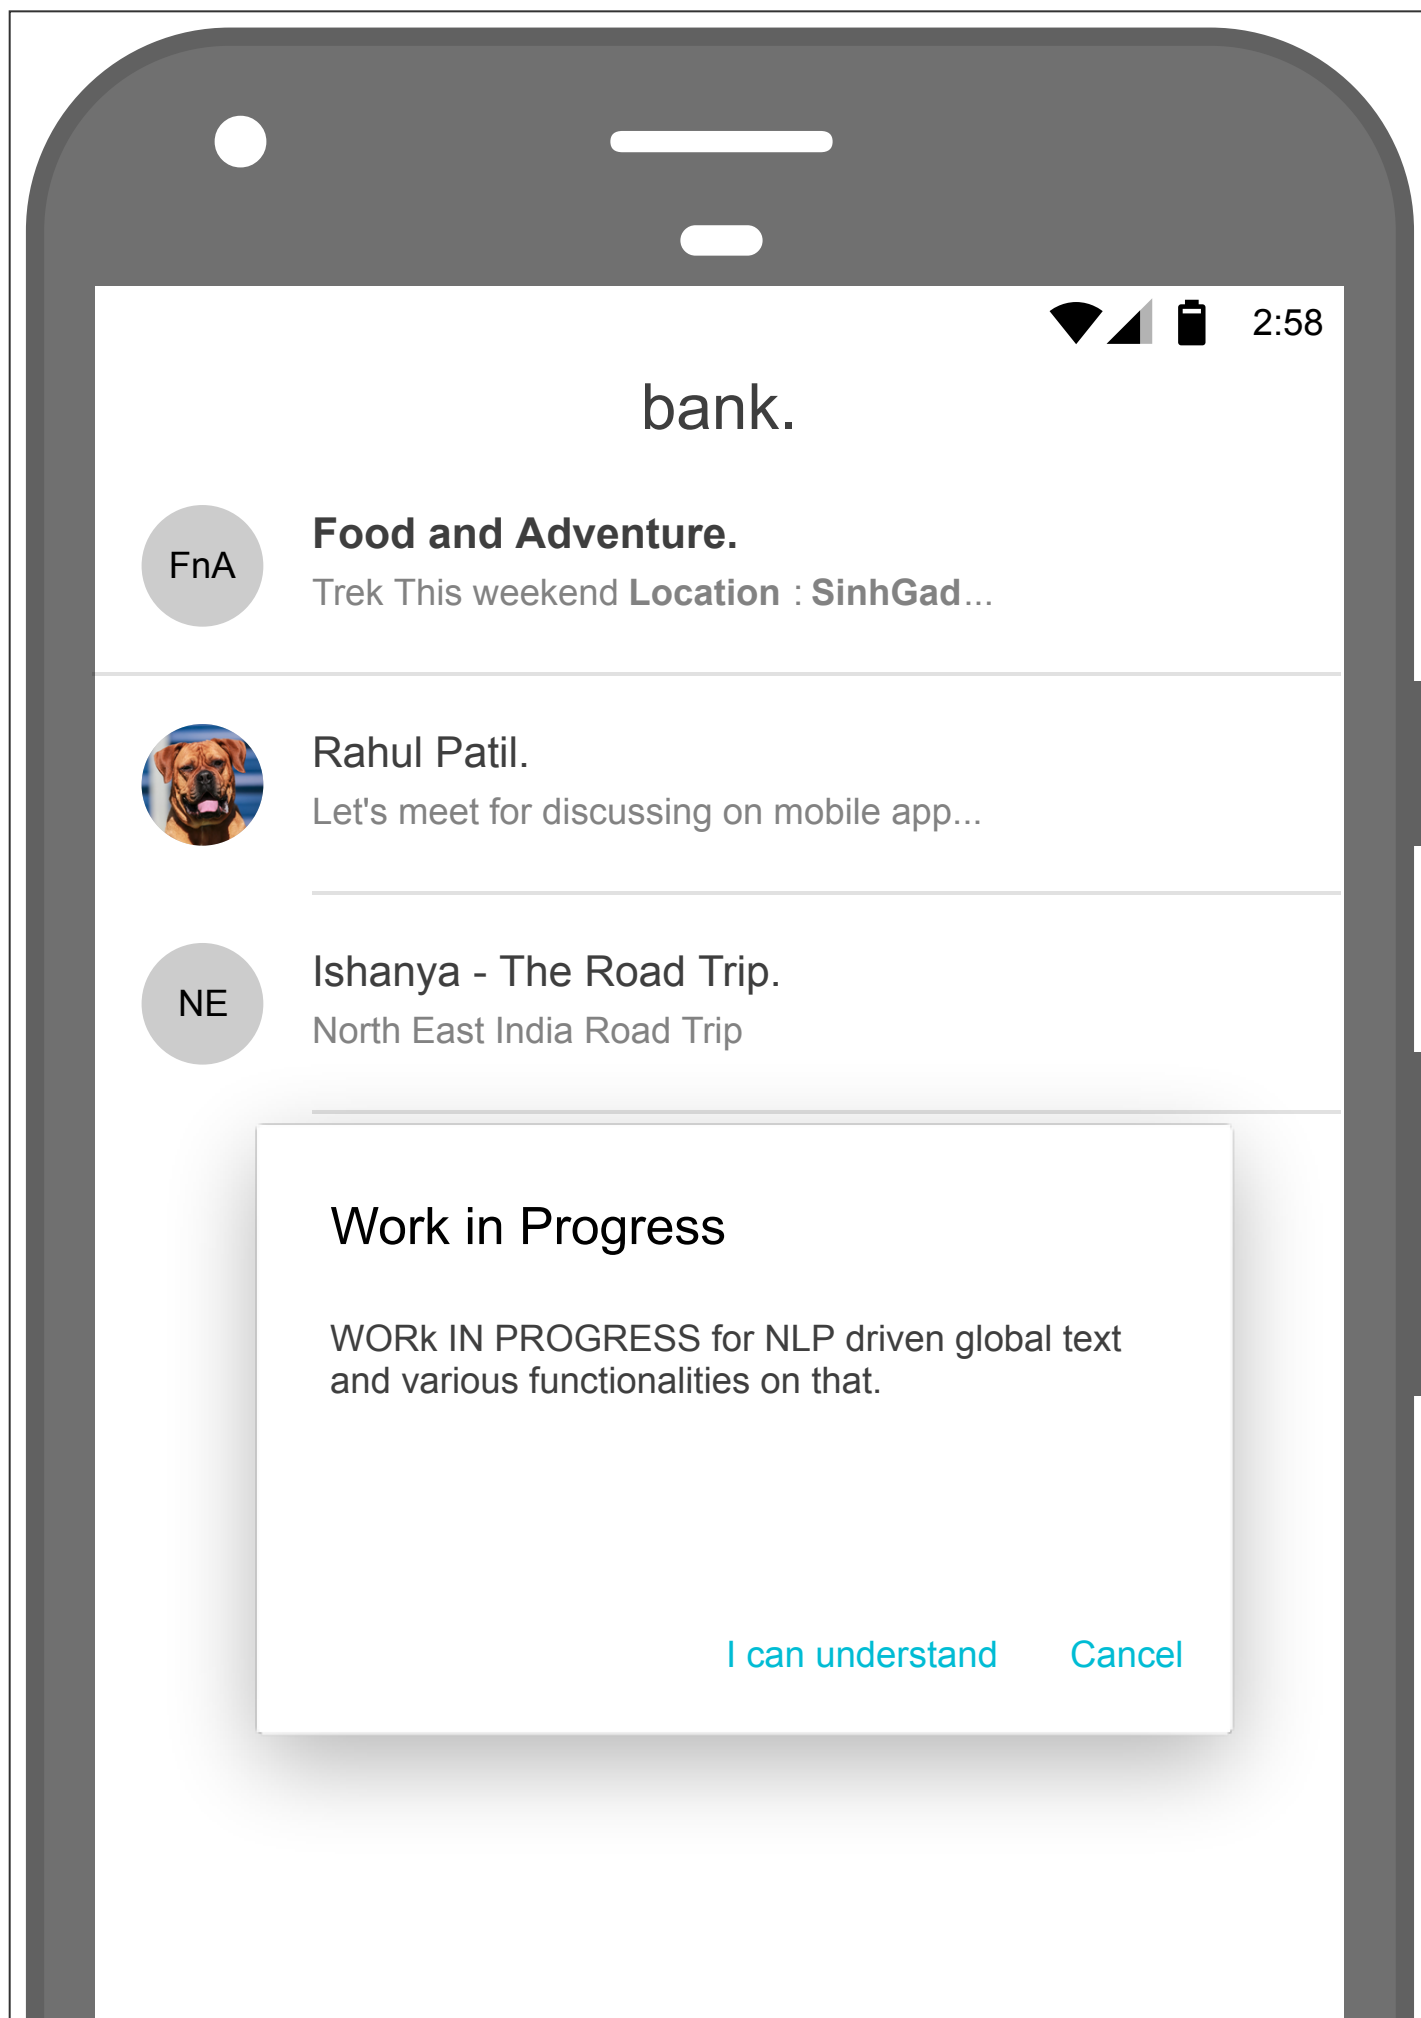 2:58
bank.
FnA
Food and Adventure.
Trek This weekend Location : SinhGad...
Rahul Patil.
Let's meet for discussing on mobile app...
NE
Ishanya - The Road Trip.
North East India Road Trip
Work in Progress
WORk IN PROGRESS for NLP driven global text
and various functionalities on that.
I can understand Cancel